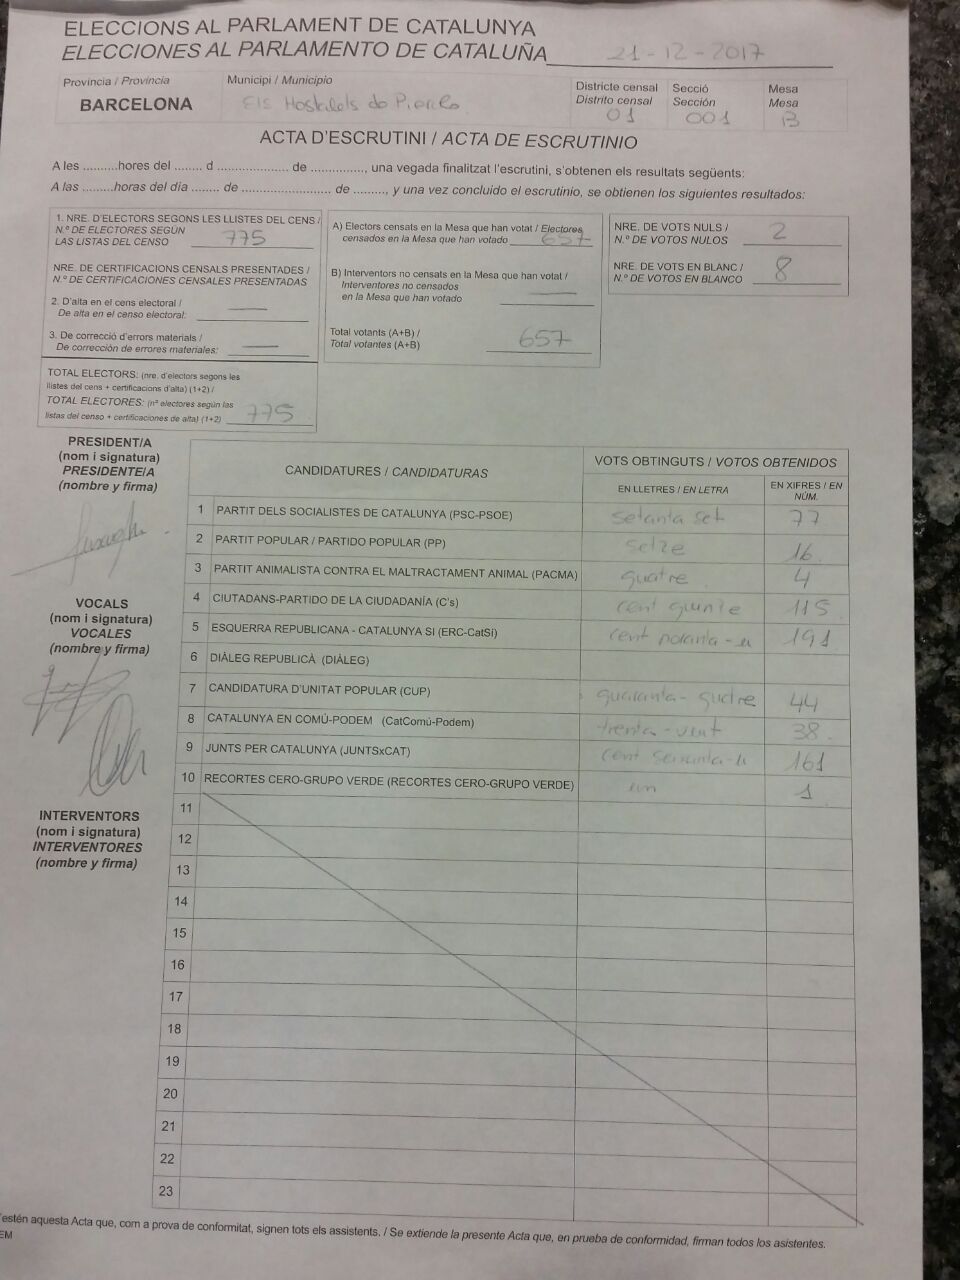 ELECCIONS AL PARLAMENT DE CATALUNYA
ELECCIONES AL PARLAMENTO DE CATALUÑA 21-12-2017
Província / Provincia
BARCELONA
Municipi / Municipio
Els Hostalets de Pierola
Districte censal
Distrito censal
01
Secció
Sección
001
Mesa
Mesa
B
ACTA D'ESCRUTINI / ACTA DE ESCRUTINIO
A les ..........hores del ........ d ..................... de ..............., una vegada finalitzat l'escrutini, s'obtenen els resultats següents:
A las .........horas del día ........ de ........................... de .........., y una vez concluido el escrutinio, se obtienen los siguientes resultados:
1. NRE. D'ELECTORS SEGONS LES LLISTES DEL CENS /
N.º DE ELECTORES SEGÚN
LAS LISTAS DEL CENSO 775
NRE. DE CERTIFICACIONS CENSALS PRESENTADES /
N.º DE CERTIFICACIONES CENSALES PRESENTADAS
2. D'alta en el cens electoral /
De alta en el censo electoral: —
3. De correcció d'errors materials /
De corrección de errores materiales: —
TOTAL ELECTORS: (nre. d'electors segons les
llistes del cens + certificacions d'alta) (1+2) /
TOTAL ELECTORES: (nº electores según las
listas del censo + certificaciones de alta) (1+2) 775
A) Electors censats en la Mesa que han votat / Electores
censados en la Mesa que han votado 657
B) Interventors no censats en la Mesa que han votat /
Interventores no censados
en la Mesa que han votado —
Total votants (A+B) /
Total votantes (A+B) 657
NRE. DE VOTS NULS /
N.º DE VOTOS NULOS 2
NRE. DE VOTS EN BLANC /
N.º DE VOTOS EN BLANCO 8
PRESIDENT/A
(nom i signatura)
PRESIDENTE/A
(nombre y firma)
VOCALS
(nom i signatura)
VOCALES
(nombre y firma)
INTERVENTORS
(nom i signatura)
INTERVENTORES
(nombre y firma)
CANDIDATURES / CANDIDATURAS
VOTS OBTINGUTS / VOTOS OBTENIDOS
EN LLETRES / EN LETRA
EN XIFRES / EN NÚM.
1 PARTIT DELS SOCIALISTES DE CATALUNYA (PSC-PSOE) setanta set 77
2 PARTIT POPULAR / PARTIDO POPULAR (PP) setze 16
3 PARTIT ANIMALISTA CONTRA EL MALTRACTAMENT ANIMAL (PACMA) quatre 4
4 CIUTADANS-PARTIDO DE LA CIUDADANÍA (C's) cent quinze 115
5 ESQUERRA REPUBLICANA - CATALUNYA SI (ERC-CatSí) cent noranta-u 191
6 DIÀLEG REPUBLICÀ (DIÀLEG)
7 CANDIDATURA D'UNITAT POPULAR (CUP) quaranta-quatre 44
8 CATALUNYA EN COMÚ-PODEM (CatComú-Podem) trenta-vuit 38
9 JUNTS PER CATALUNYA (JUNTSxCAT) cent seixanta-u 161
10 RECORTES CERO-GRUPO VERDE (RECORTES CERO-GRUPO VERDE) un 1
11
12
13
14
15
16
17
18
19
20
21
22
23
estén aquesta Acta que, com a prova de conformitat, signen tots els assistents. / Se extiende la presente Acta que, en prueba de conformidad, firman todos los asistentes.
EM